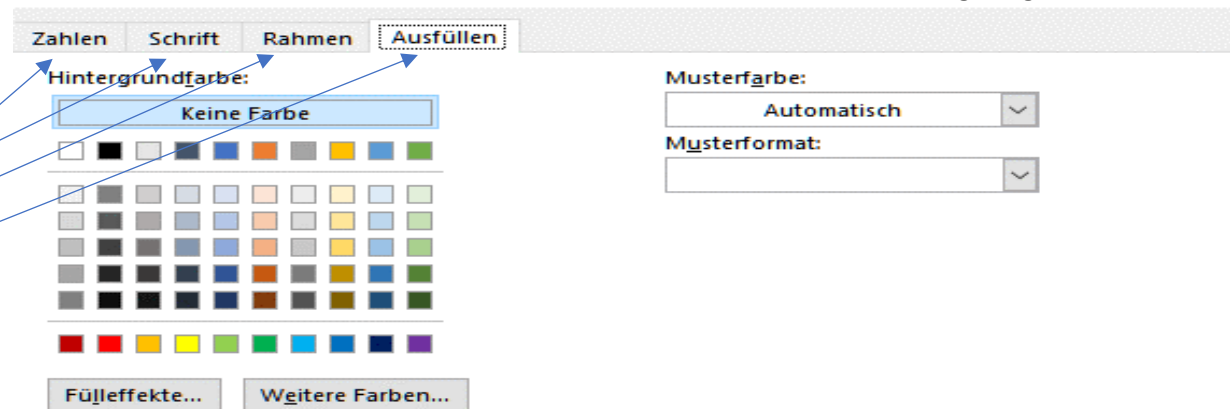 Zahlen Schrift Rahmen Ausfüllen
Hintergrundfarbe:
Keine Farbe
Musterfarbe:
Automatisch
Musterformat:
Fülleffekte... Weitere Farben...